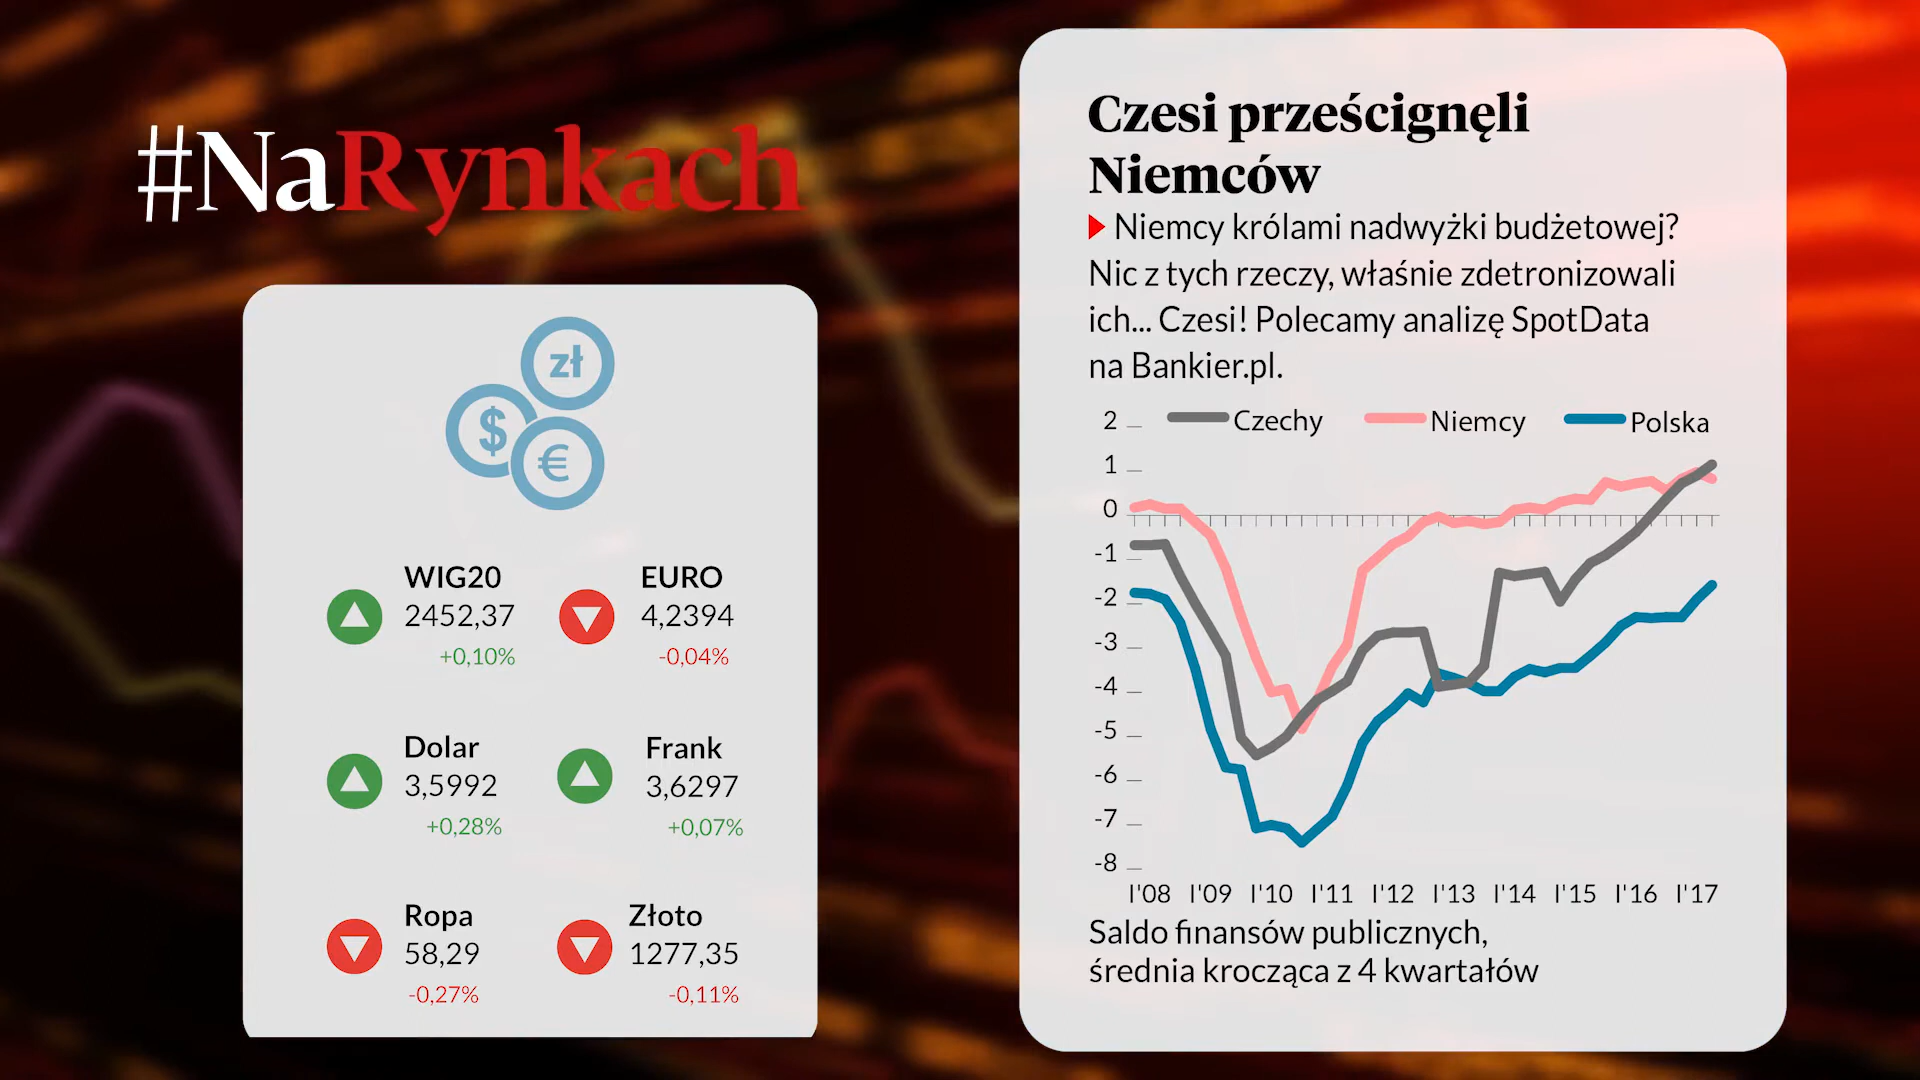 #NaRynkach
zł
$
€
WIG20
2452,37
+0,10%
EURO
4,2394
-0,04%
Dolar
3,5992
+0,28%
Frank
3,6297
+0,07%
Ropa
58,29
-0,27%
Złoto
1277,35
-0,11%
Czesi prześcignęli
Niemców
Niemcy królami nadwyżki budżetowej?
Nic z tych rzeczy, właśnie zdetronizowali
ich... Czesi! Polecamy analizę SpotData
na Bankier.pl.
Czechy Niemcy Polska
2
1
0
-1
-2
-3
-4
-5
-6
-7
-8
I'08 I'09 I'10 I'11 I'12 I'13 I'14 I'15 I'16 I'17
Saldo finansów publicznych,
średnia krocząca z 4 kwartałów